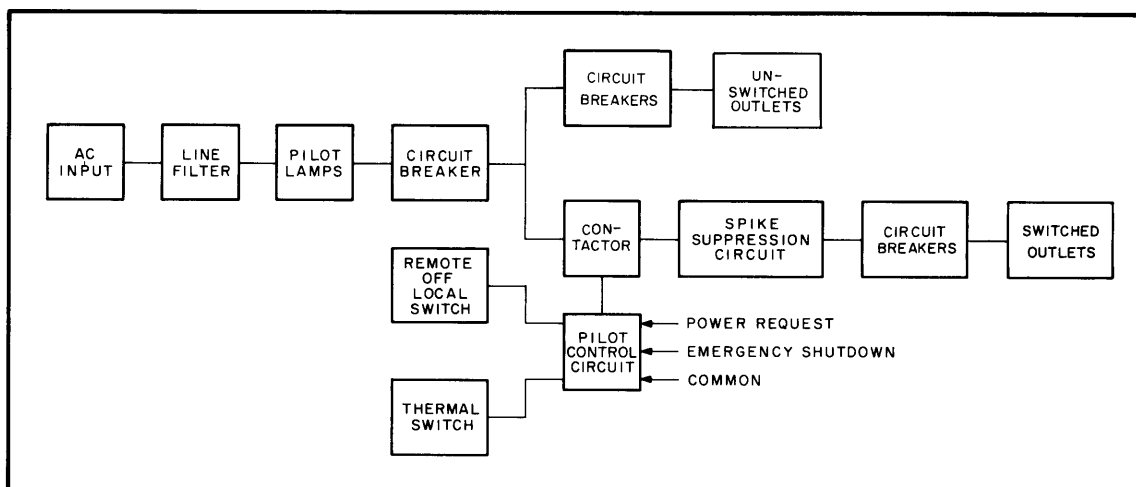 CIRCUIT
BREAKERS
UN-
SWITCHED
OUTLETS
AC
INPUT
LINE
FILTER
PILOT
LAMPS
CIRCUIT
BREAKER
CON-
TACTOR
SPIKE
SUPPRESSION
CIRCUIT
CIRCUIT
BREAKERS
SWITCHED
OUTLETS
REMOTE
OFF
LOCAL
SWITCH
PILOT
CONTROL
CIRCUIT
POWER REQUEST
EMERGENCY SHUTDOWN
COMMON
THERMAL
SWITCH